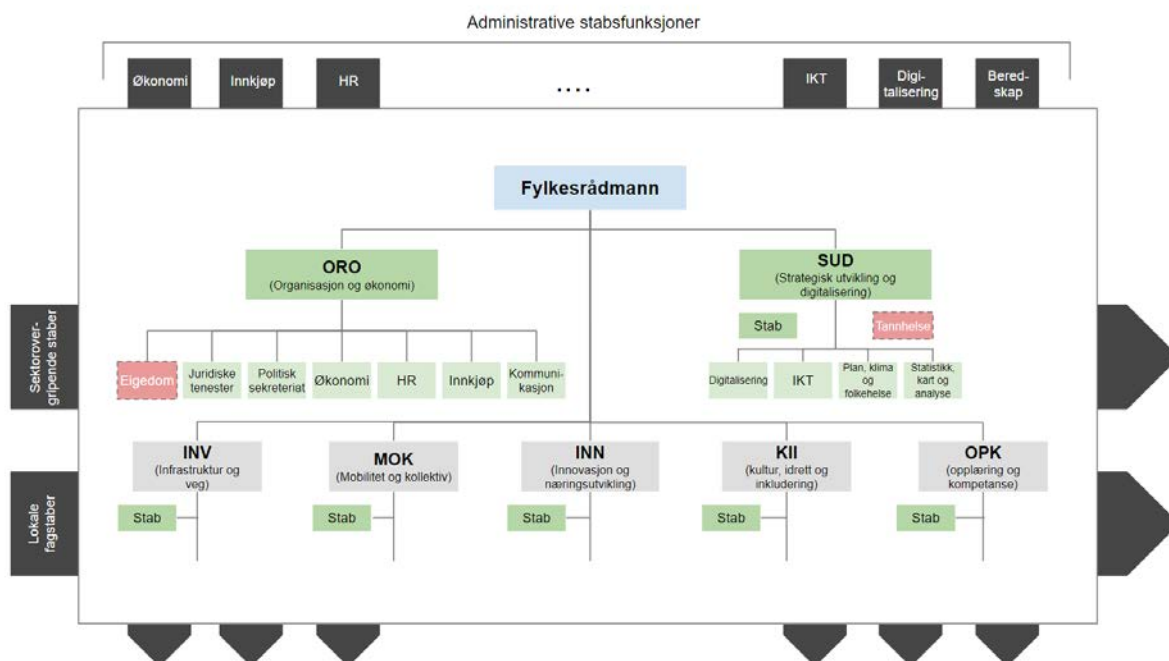 Administrative stabsfunksjoner
Økonomi
Innkjøp
HR
....
IKT
Digi-
talisering
Bered-
skap
Fylkesrådmann
ORO
(Organisasjon og økonomi)
SUD
(Strategisk utvikling og
digitalisering)
Stab
Tannhelse
Sektorover-
gripende staber
Eigedom
Juridiske
tenester
Politisk
sekretariat
Økonomi
HR
Innkjøp
Kommuni-
kasjon
Digitalisering
IKT
Plan, klima
og
folkehelse
Statistikk,
kart og
analyse
INV
(Infrastruktur og
veg)
MOK
(Mobilitet og kollektiv)
INN
(Innovasjon og
næringsutvikling)
KII
(kultur, idrett og
inkludering)
OPK
(opplæring og
kompetanse)
Lokale
fagstaber
Stab
Stab
Stab
Stab
Stab